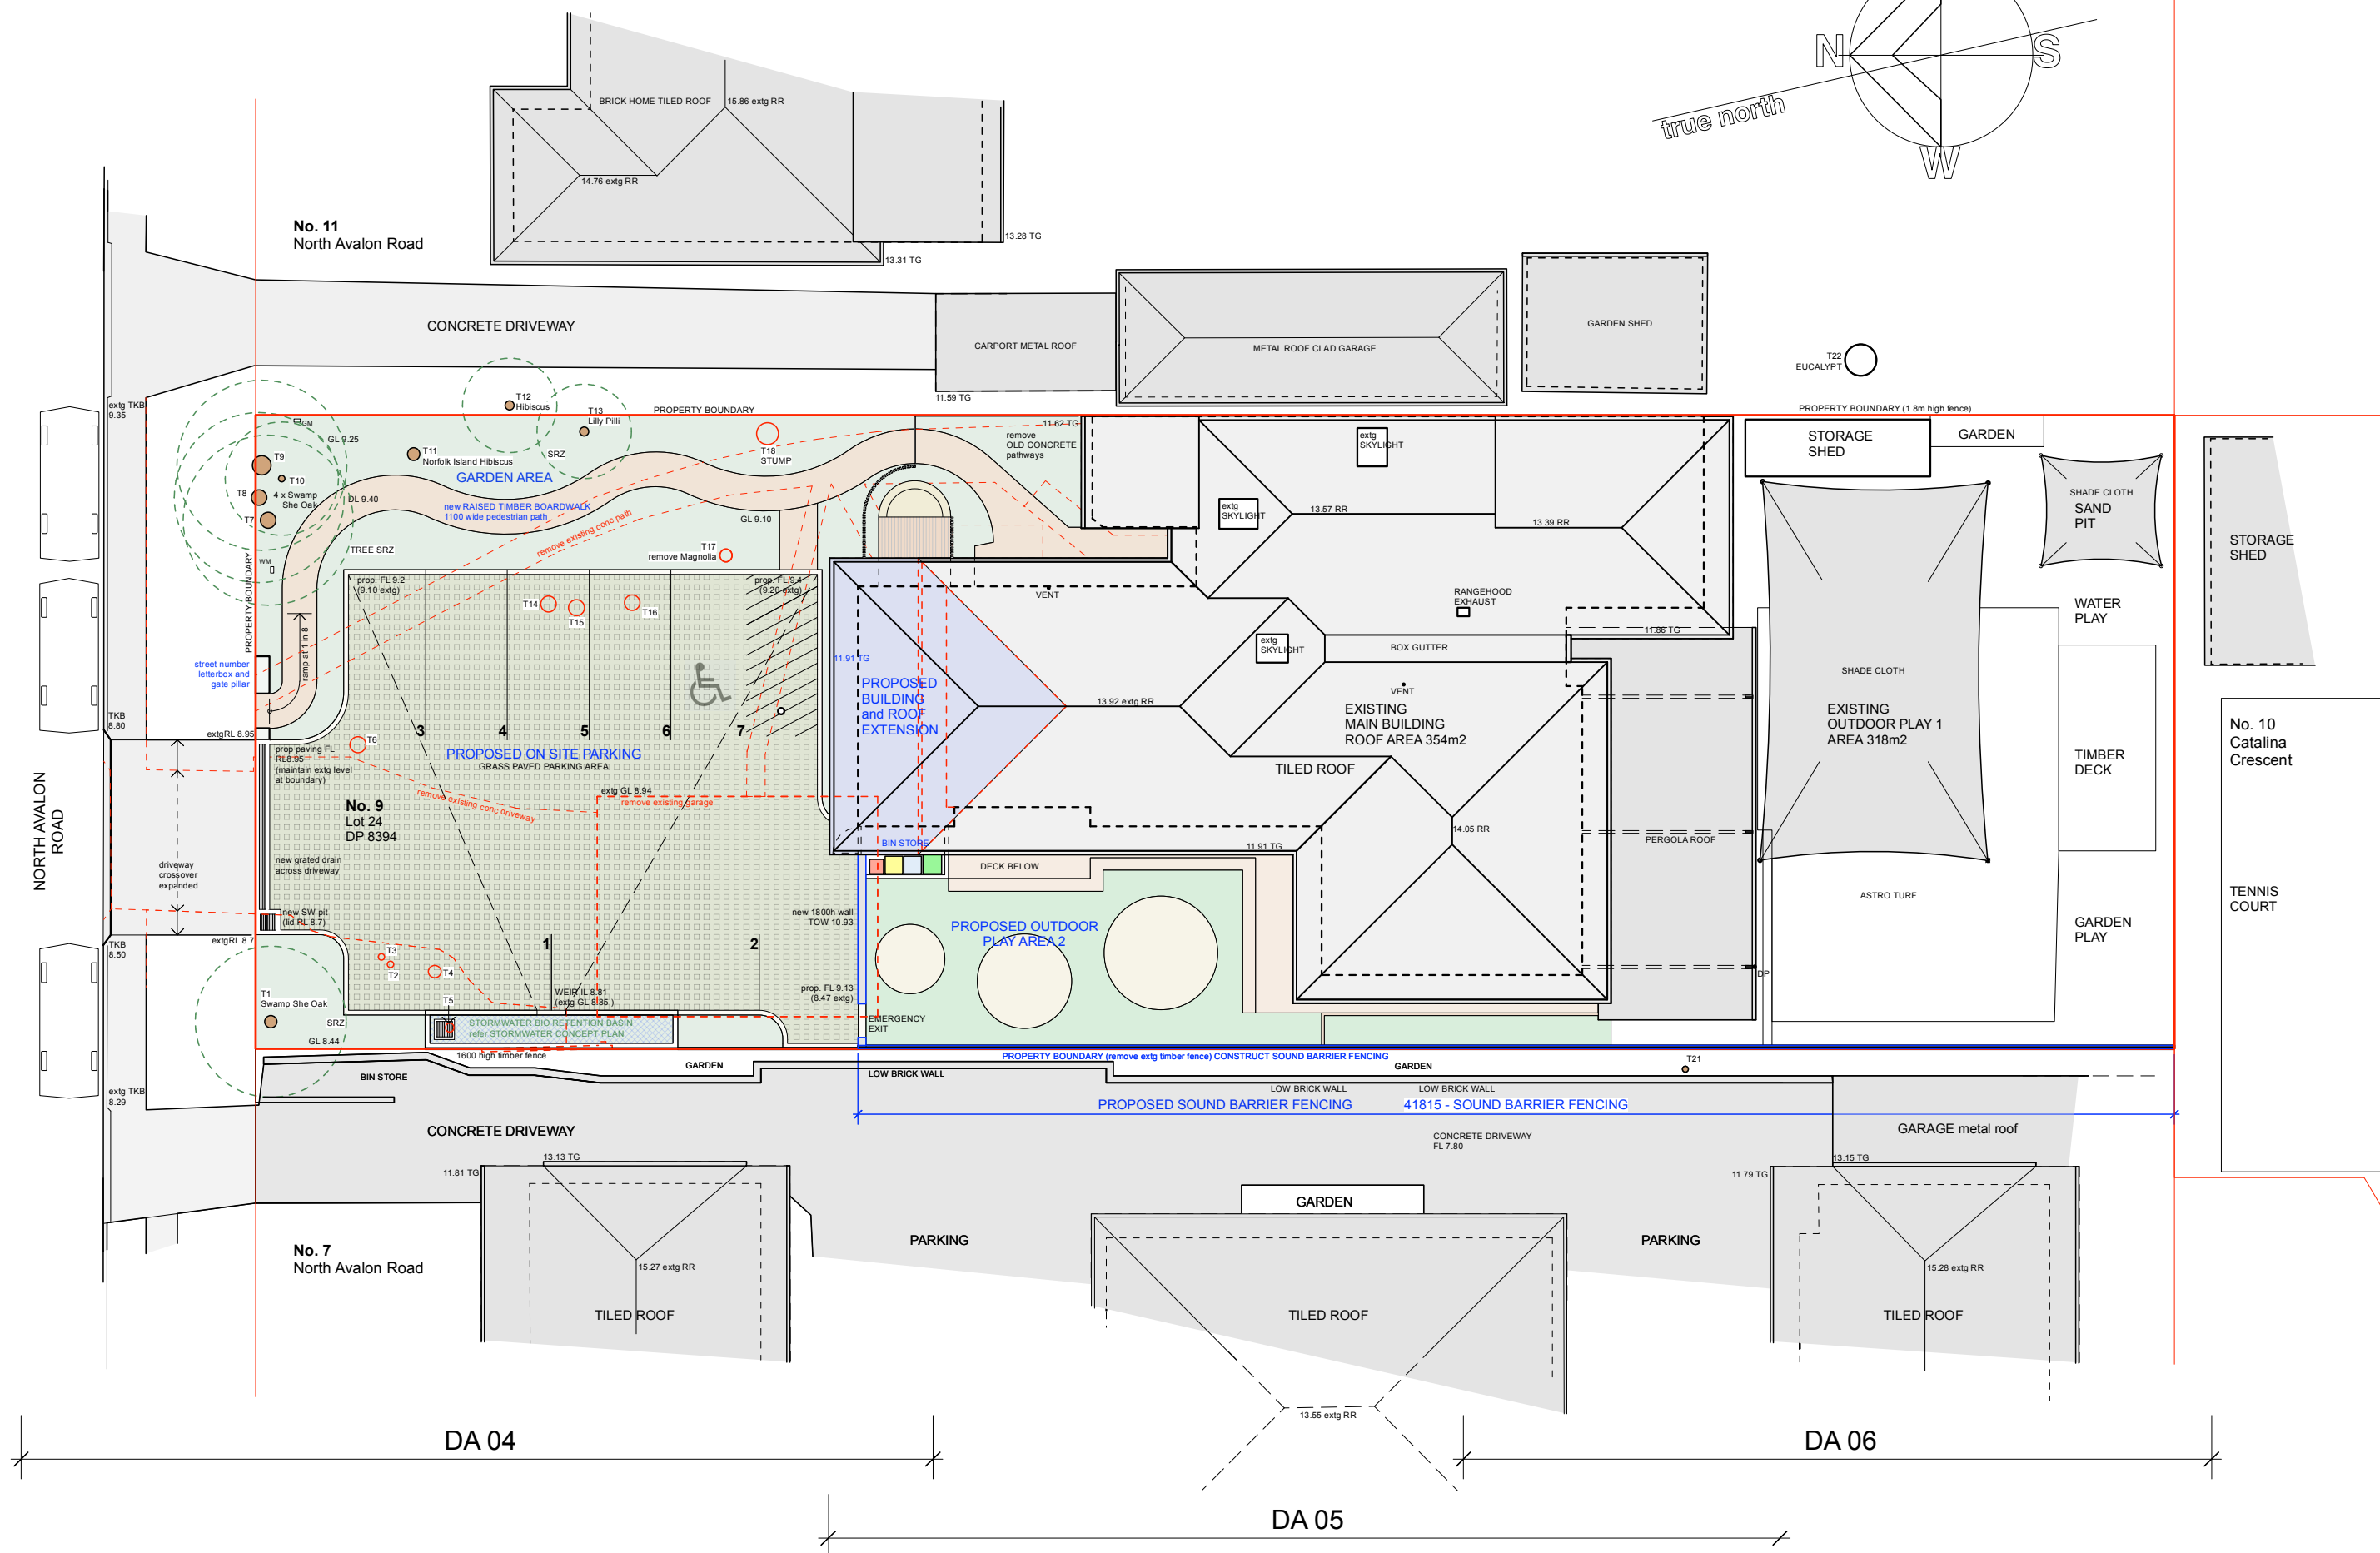 N
S
W
true north
BRICK HOME TILED ROOF
15.86 extg RR
14.76 extg RR
13.28 TG
13.31 TG
No. 11
North Avalon Road
CONCRETE DRIVEWAY
CARPORT METAL ROOF
11.59 TG
METAL ROOF CLAD GARAGE
GARDEN SHED
T22
EUCALYPT
extg TKB
9.35
T12
Hibiscus
T13
Lilly Pilli
PROPERTY BOUNDARY
PROPERTY BOUNDARY (1.8m high fence)
GM
GL 9.25
T11
Norfolk Island Hibiscus
SRZ
T18
STUMP
11.62 TG
remove
OLD CONCRETE
pathways
extg
SKYLIGHT
STORAGE
SHED
GARDEN
T9
T10
T8
4 x Swamp
She Oak
T7
GARDEN AREA
GL 9.40
new RAISED TIMBER BOARDWALK
1100 wide pedestrian path
GL 9.10
remove existing conc path
extg
SKYLIGHT
13.57 RR
13.39 RR
SHADE CLOTH
SAND
PIT
STORAGE
SHED
TREE SRZ
WM
PROPERTY BOUNDARY
T17
remove Magnolia
prop. FL 9.2
(9.10 extg)
prop. FL 9.4
(9.20 extg)
T14
T15
T16
VENT
RANGEHOOD
EXHAUST
WATER
PLAY
ramp at 1 in 8
street number
letterbox and
gate pillar
11.91 TG
extg
SKYLIGHT
BOX GUTTER
11.86 TG
SHADE CLOTH
PROPOSED
BUILDING
and ROOF
EXTENSION
13.92 extg RR
VENT
EXISTING
MAIN BUILDING
ROOF AREA 354m2
EXISTING
OUTDOOR PLAY 1
AREA 318m2
TKB
8.80
extgRL 8.95
3
4
5
6
7
T6
prop paving FL
RL8.95
(maintain extg level
at boundary)
PROPOSED ON SITE PARKING
GRASS PAVED PARKING AREA
TILED ROOF
TIMBER
DECK
No. 10
Catalina
Crescent
NORTH AVALON
ROAD
remove existing conc driveway
extg GL 8.94
remove existing garage
No. 9
Lot 24
DP 8394
14.05 RR
PERGOLA ROOF
BIN STORE
11.91 TG
DECK BELOW
driveway
crossover
expanded
new grated drain
across driveway
ASTRO TURF
TENNIS
COURT
new SW pit
(lid RL 8.7)
new 1800h wall
TOW 10.93
PROPOSED OUTDOOR
PLAY AREA 2
GARDEN
PLAY
TKB
8.50
extgRL 8.7
T3
T2
T4
1
2
DP
T1
Swamp She Oak
SRZ
GL 8.44
T5
WEIR IL 8.81
(extg GL 8.85 )
prop. FL 9.13
(8.47 extg)
STORMWATER BIO RETENTION BASIN
refer STORMWATER CONCEPT PLAN
EMERGENCY
EXIT
1600 high timber fence
PROPERTY BOUNDARY (remove extg timber fence) CONSTRUCT SOUND BARRIER FENCING
T21
BIN STORE
GARDEN
LOW BRICK WALL
GARDEN
LOW BRICK WALL
LOW BRICK WALL
extg TKB
8.29
PROPOSED SOUND BARRIER FENCING
41815 - SOUND BARRIER FENCING
CONCRETE DRIVEWAY
CONCRETE DRIVEWAY
FL 7.80
GARAGE metal roof
13.13 TG
11.81 TG
13.15 TG
11.79 TG
GARDEN
No. 7
North Avalon Road
PARKING
PARKING
15.27 extg RR
15.28 extg RR
TILED ROOF
TILED ROOF
TILED ROOF
13.55 extg RR
DA 04
DA 06
DA 05